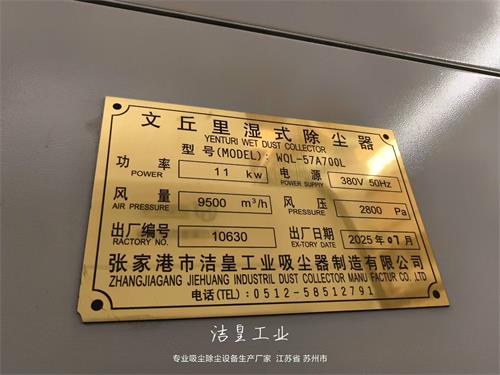 文丘里湿式除尘器
YENTURI WET DUST COLLECTOR
型号(MODEL): WQL-57A700L
功率 POWER 11 kw 电源 POWER SUPPLY 380V 50Hz
风量 AIR PRESSURE 9500 m³/h 风压 PRESSURE 2800 Pa
出厂编号 RACTORY NO. 10630 出厂日期 EX-TORY DATE 2025年07月
张家港市洁皇工业吸尘器制造有限公司
ZHANGJIAGANG JIEHUANG INDUSTRIL DUST COLLECTOR MANU FACTUR CO.,LTD
电话(TEL): 0512-58512791
洁皇工业
专业吸尘除尘设备生产厂家 江苏省 苏州市